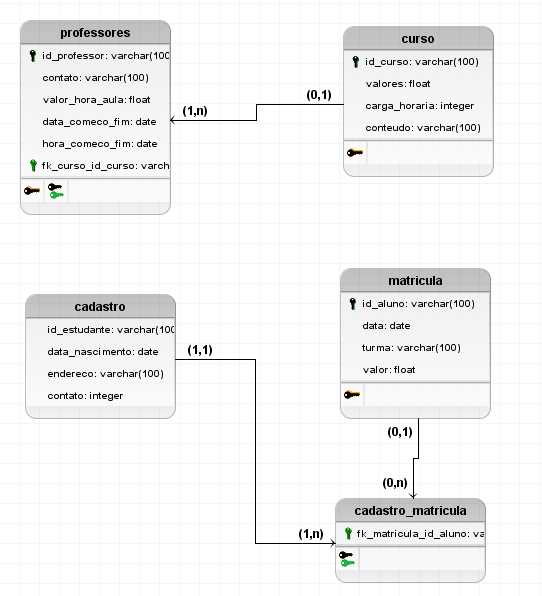 professores
id_professor: varchar(100
contato: varchar(100)
valor_hora_aula: float
data_comeco_fim: date
hora_comeco_fim: date
fk_curso_id_curso: varch
(1,n)
(0,1)
curso
id_curso: varchar(100)
valores: float
carga_horaria: integer
conteudo: varchar(100)
cadastro
id_estudante: varchar(100
data_nascimento: date
endereco: varchar(100)
contato: integer
(1,1)
matricula
id_aluno: varchar(100)
data: date
turma: varchar(100)
valor: float
(0,1)
(0,n)
(1,n)
cadastro_matricula
fk_matricula_id_aluno: va